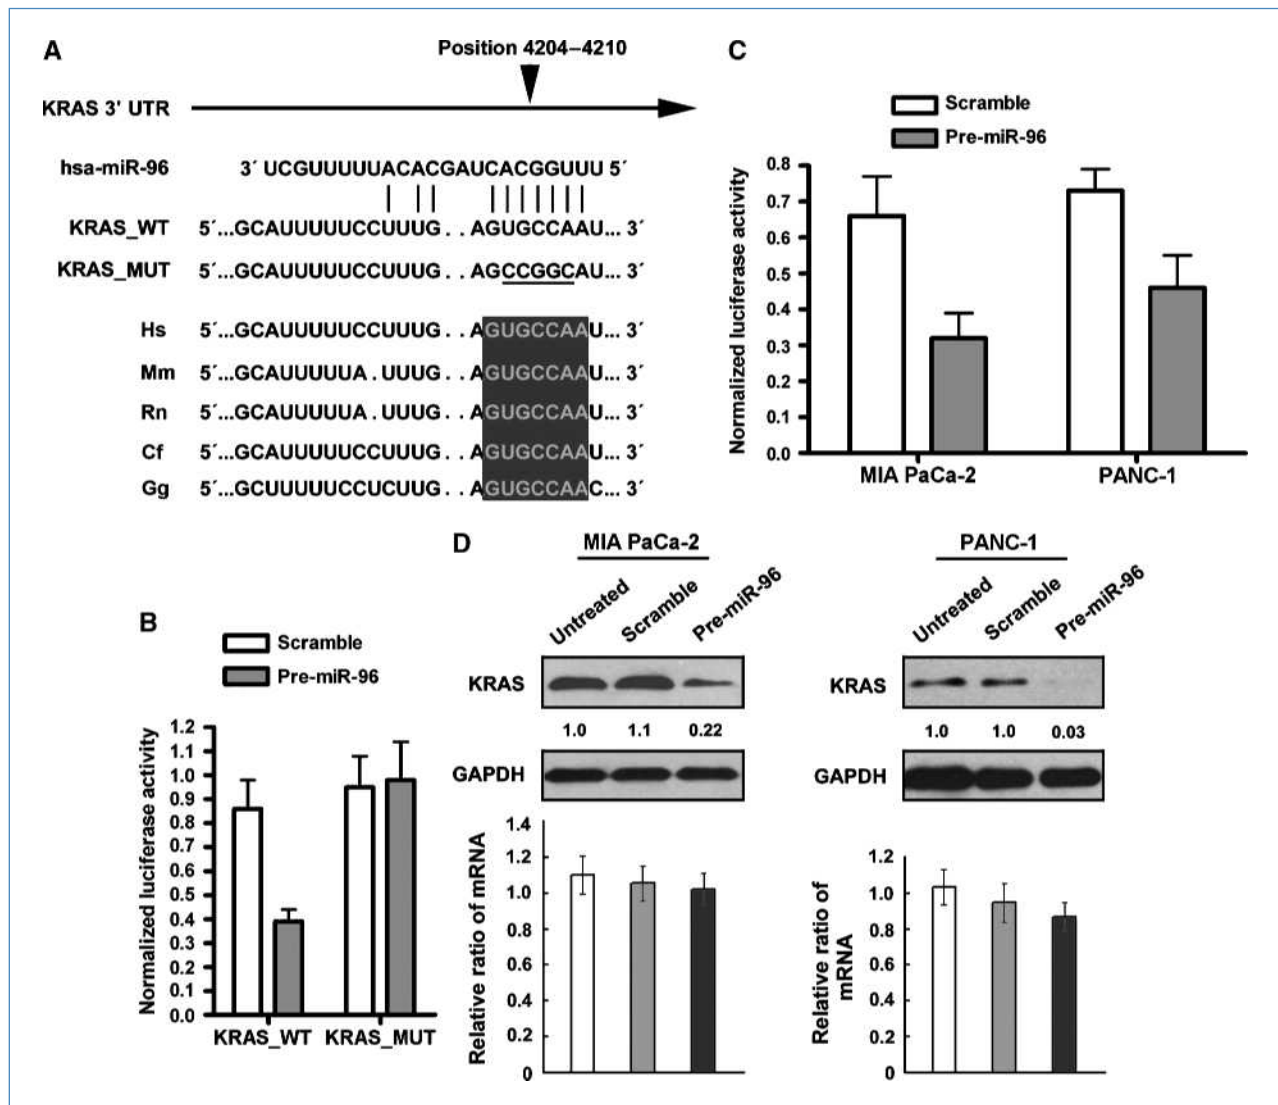 A
Position 4204–4210
KRAS 3′ UTR
hsa-miR-96 3′ UCGUUUUUACACGAUCACGGUUU 5′
KRAS_WT 5′...GCAUUUUUCCUUUG..AGUGCCAAU... 3′
KRAS_MUT 5′...GCAUUUUUCCUUUG..AGCCGGCAU... 3′
Hs 5′...GCAUUUUUCCUUUG..AGUGCCAAU... 3′
Mm 5′...GCAUUUUUA.UUUG..AGUGCCAAU... 3′
Rn 5′...GCAUUUUUA.UUUG..AGUGCCAAU... 3′
Cf 5′...GCAUUUUUCCUUUG..AGUGCCAAU... 3′
Gg 5′...GCUUUUUCCUCUUG..AGUGCCAAC... 3′
B
Scramble
Pre-miR-96
Normalized luciferase activity
1.2
1.1
1.0
0.9
0.8
0.7
0.6
0.5
0.4
0.3
0.2
0.1
0.0
KRAS_WT KRAS_MUT
C
Scramble
Pre-miR-96
Normalized luciferase activity
0.8
0.7
0.6
0.5
0.4
0.3
0.2
0.1
0.0
MIA PaCa-2 PANC-1
D
MIA PaCa-2
Untreated Scramble Pre-miR-96
KRAS
1.0 1.1 0.22
GAPDH
Relative ratio of mRNA
1.4
1.2
1.0
0.8
0.6
0.4
0.2
0
PANC-1
Untreated Scramble Pre-miR-96
KRAS
1.0 1.0 0.03
GAPDH
Relative ratio of
mRNA
1.2
1.0
0.8
0.6
0.4
0.2
0